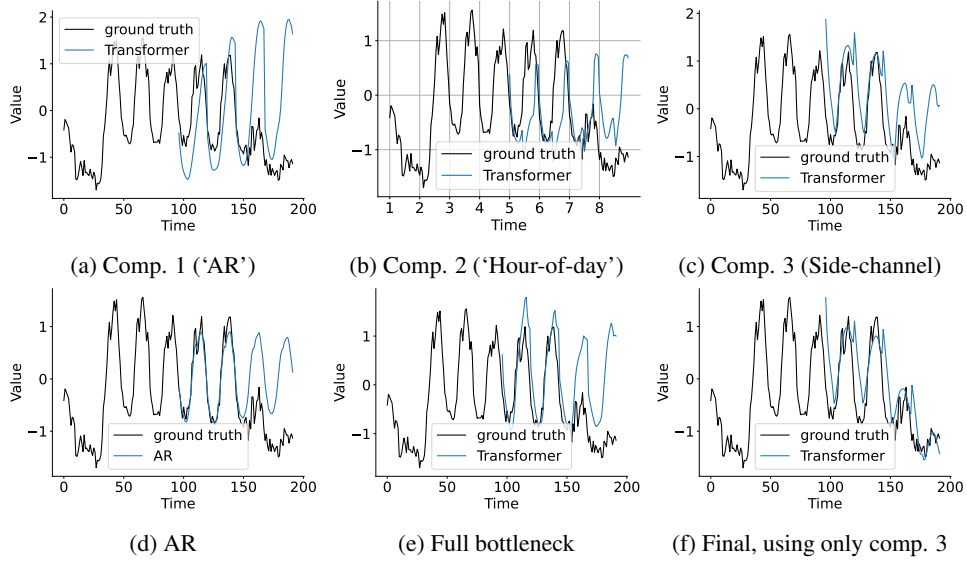 2
1
0
−1
Value
ground truth
Transformer
0 50 100 150 200
Time
(a) Comp. 1 (‘AR’)
1
0
−1
Value
ground truth
Transformer
1 2 3 4 5 6 7 8
Time
(b) Comp. 2 (‘Hour-of-day’)
2
1
0
−1
Value
ground truth
Transformer
0 50 100 150 200
Time
(c) Comp. 3 (Side-channel)
1
0
−1
Value
ground truth
AR
0 50 100 150 200
Time
(d) AR
1
0
−1
Value
ground truth
Transformer
0 50 100 150 200
Time
(e) Full bottleneck
1
0
−1
Value
ground truth
Transformer
0 50 100 150 200
Time
(f) Final, using only comp. 3